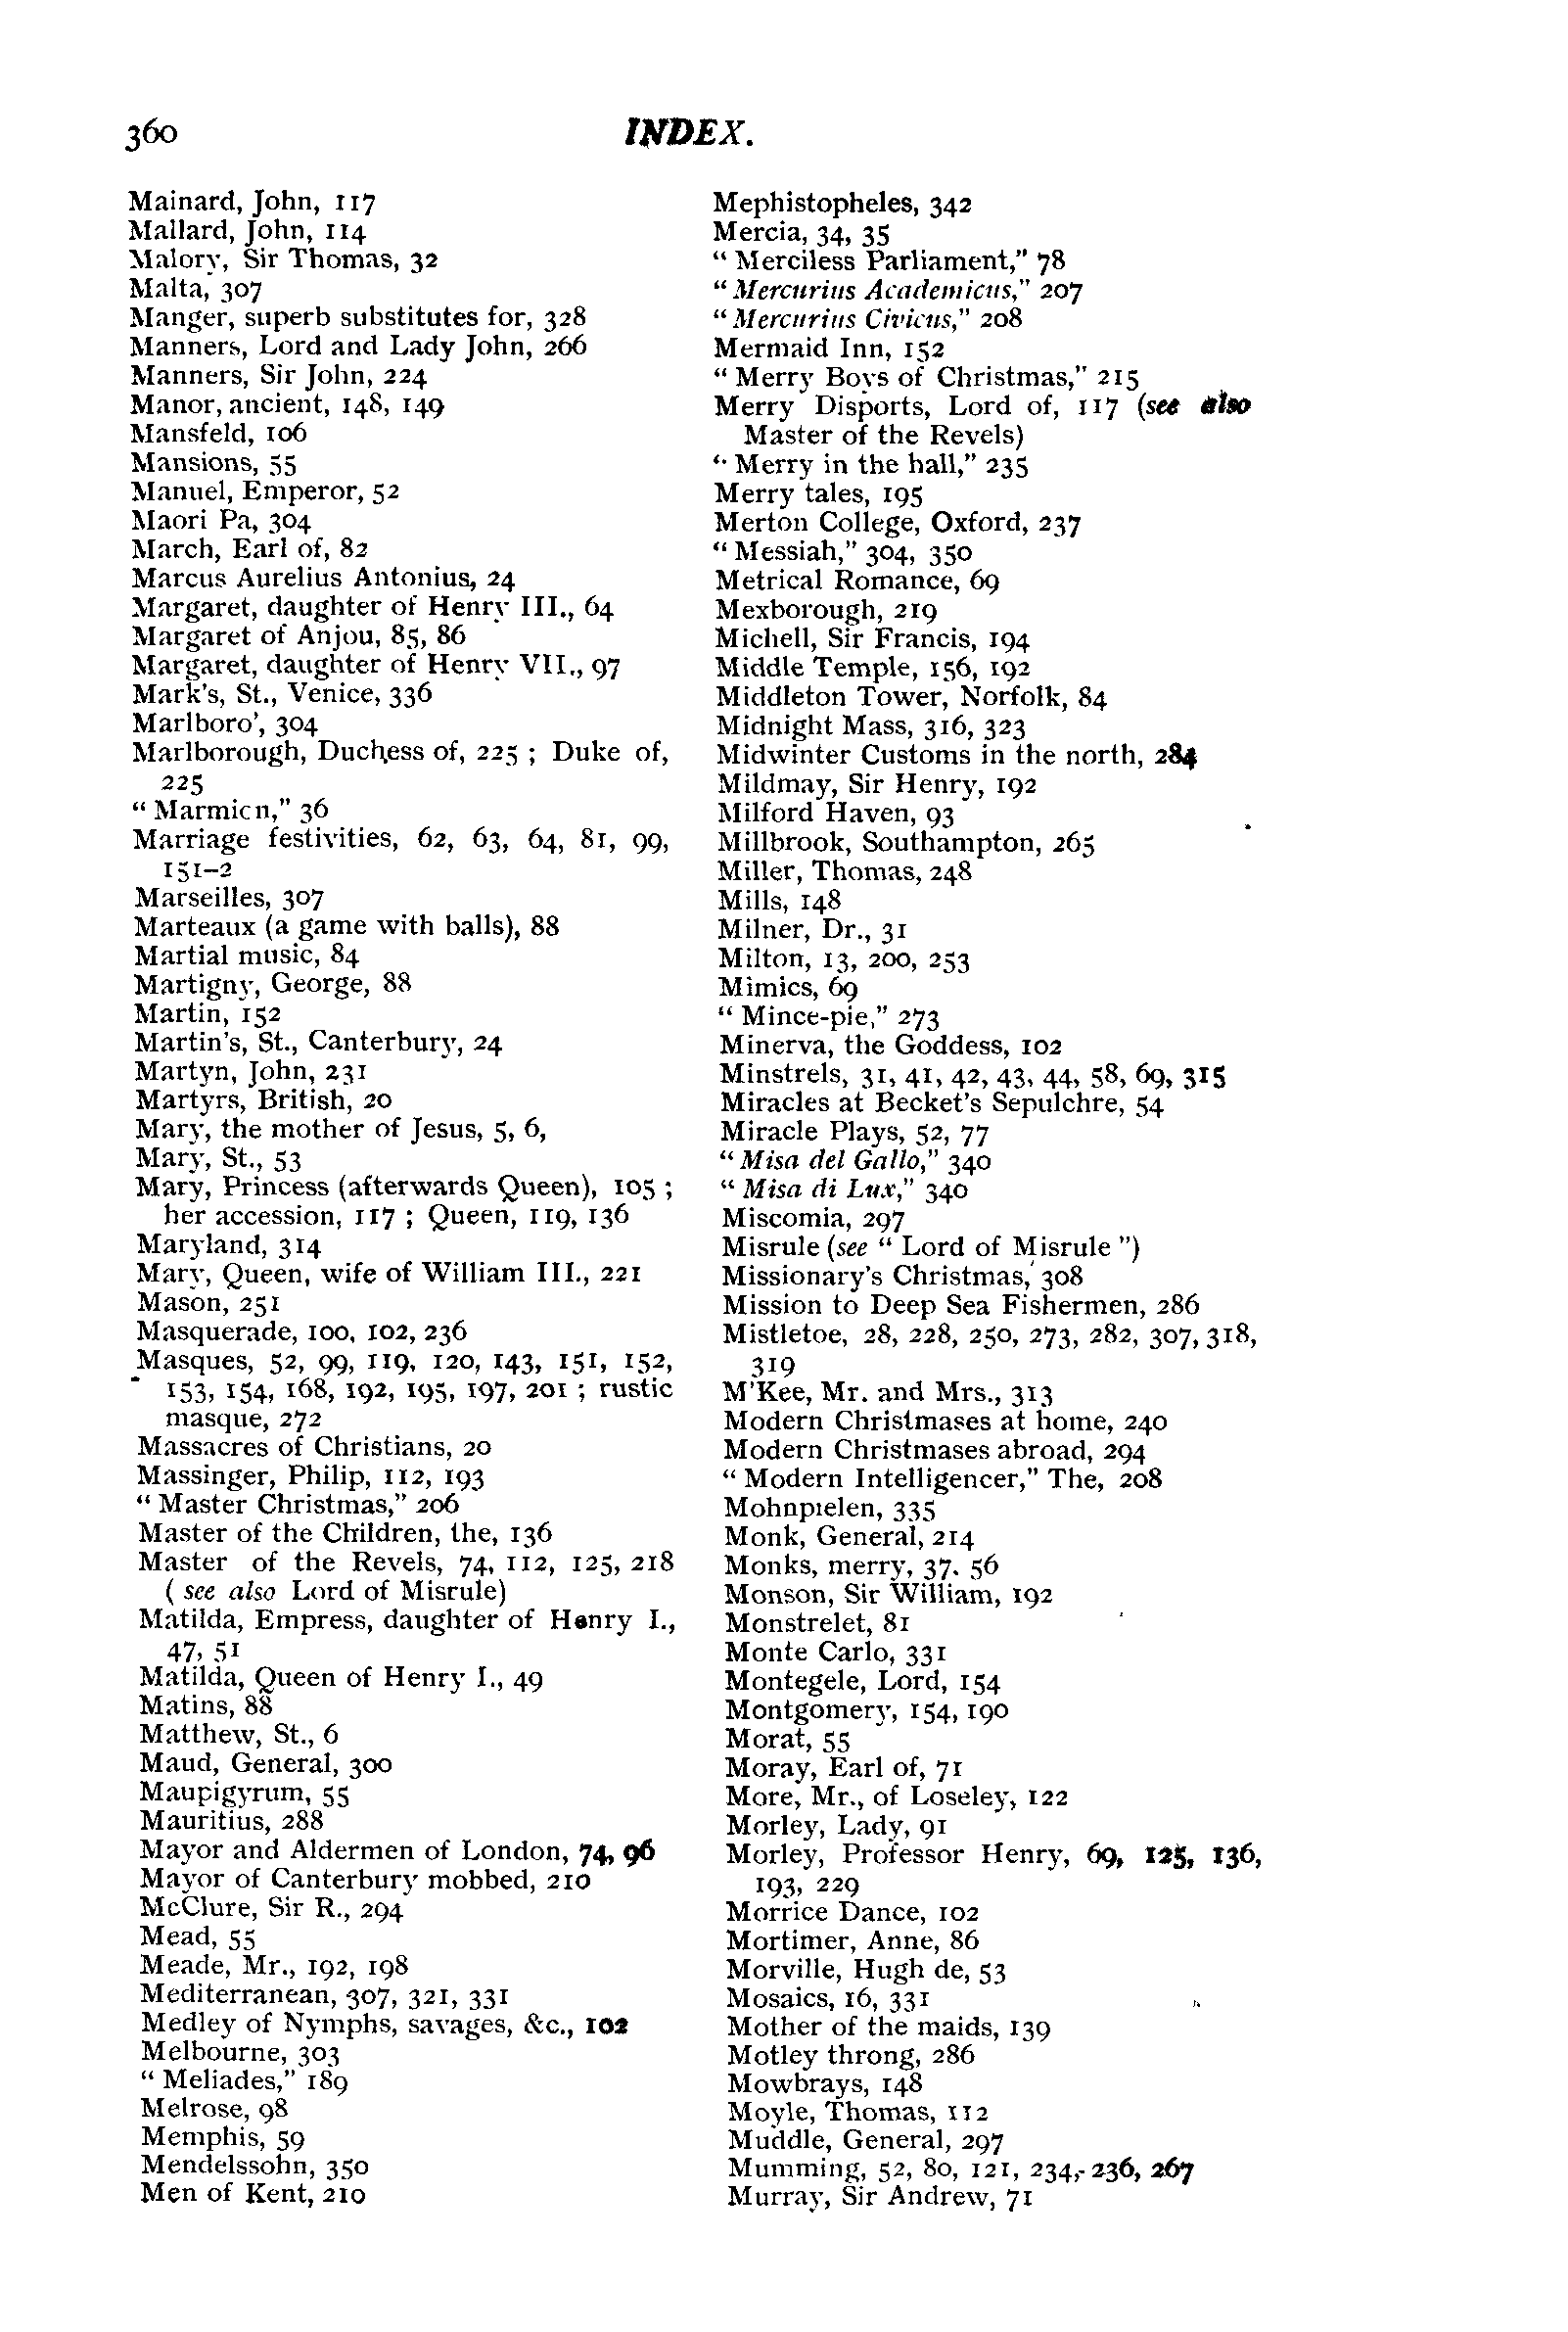 360
INDEX.
Mainard, John, 117
Mallard, John, 114
Malory, Sir Thomas, 32
Malta, 307
Manger, superb substitutes for, 328
Manners, Lord and Lady John, 266
Manners, Sir John, 224
Manor, ancient, 148, 149
Mansfeld, 106
Mansions, 55
Manuel, Emperor, 52
Maori Pa, 304
March, Earl of, 82
Marcus Aurelius Antonius, 24
Margaret, daughter of Henry III., 64
Margaret of Anjou, 85, 86
Margaret, daughter of Henry VII., 97
Mark's, St., Venice, 336
Marlboro', 304
Marlborough, Duchess of, 225 ; Duke of,
225
“ Marmicn,” 36
Marriage festivities, 62, 63, 64, 81, 99,
151–2
Marseilles, 307
Marteaux (a game with balls), 88
Martial music, 84
Martigny, George, 88
Martin, 152
Martin's, St., Canterbury, 24
Martyn, John, 231
Martyrs, British, 20
Mary, the mother of Jesus, 5, 6,
Mary, St., 53
Mary, Princess (afterwards Queen), 105 ;
her accession, 117 ; Queen, 119, 136
Maryland, 314
Mary, Queen, wife of William III., 221
Mason, 251
Masquerade, 100, 102, 236
Masques, 52, 99, 119, 120, 143, 151, 152,
153, 154, 168, 192, 195, 197, 201 ; rustic
masque, 272
Massacres of Christians, 20
Massinger, Philip, 112, 193
“ Master Christmas,” 206
Master of the Children, the, 136
Master of the Revels, 74, 112, 125, 218
( see also Lord of Misrule)
Matilda, Empress, daughter of Henry I.,
47, 51
Matilda, Queen of Henry I., 49
Matins, 88
Matthew, St., 6
Maud, General, 300
Maupigyrum, 55
Mauritius, 288
Mayor and Aldermen of London, 74, 96
Mayor of Canterbury mobbed, 210
McClure, Sir R., 294
Mead, 55
Meade, Mr., 192, 198
Mediterranean, 307, 321, 331
Medley of Nymphs, savages, &c., 102
Melbourne, 303
“ Meliades,” 189
Melrose, 98
Memphis, 59
Mendelssohn, 350
Men of Kent, 210
Mephistopheles, 342
Mercia, 34, 35
“ Merciless Parliament,” 78
“ Mercurius Academicus,” 207
“ Mercurius Civicus,” 208
Mermaid Inn, 152
“ Merry Boys of Christmas,” 215
Merry Disports, Lord of, 117 (see also
Master of the Revels)
“ Merry in the hall,” 235
Merry tales, 195
Merton College, Oxford, 237
“ Messiah,” 304, 350
Metrical Romance, 69
Mexborough, 219
Michell, Sir Francis, 194
Middle Temple, 156, 192
Middleton Tower, Norfolk, 84
Midnight Mass, 316, 323
Midwinter Customs in the north, 284
Mildmay, Sir Henry, 192
Milford Haven, 93
Millbrook, Southampton, 265
Miller, Thomas, 248
Mills, 148
Milner, Dr., 31
Milton, 13, 200, 253
Mimics, 69
“ Mince-pie,” 273
Minerva, the Goddess, 102
Minstrels, 31, 41, 42, 43, 44, 58, 69, 315
Miracles at Becket's Sepulchre, 54
Miracle Plays, 52, 77
“ Misa del Gallo,” 340
“ Misa di Lux,” 340
Miscomia, 297
Misrule (see “ Lord of Misrule ”)
Missionary's Christmas, 308
Mission to Deep Sea Fishermen, 286
Mistletoe, 28, 228, 250, 273, 282, 307, 318,
319
M'Kee, Mr. and Mrs., 313
Modern Christmases at home, 240
Modern Christmases abroad, 294
“ Modern Intelligencer,” The, 208
Mohnpielen, 335
Monk, General, 214
Monks, merry, 37. 56
Monson, Sir William, 192
Monstrelet, 81
Monte Carlo, 331
Montegele, Lord, 154
Montgomery, 154, 190
Morat, 55
Moray, Earl of, 71
More, Mr., of Loseley, 122
Morley, Lady, 91
Morley, Professor Henry, 69, 125, 136,
193, 229
Morrice Dance, 102
Mortimer, Anne, 86
Morville, Hugh de, 53
Mosaics, 16, 331
Mother of the maids, 139
Motley throng, 286
Mowbrays, 148
Moyle, Thomas, 112
Muddle, General, 297
Mumming, 52, 80, 121, 234, 236, 267
Murray, Sir Andrew, 71